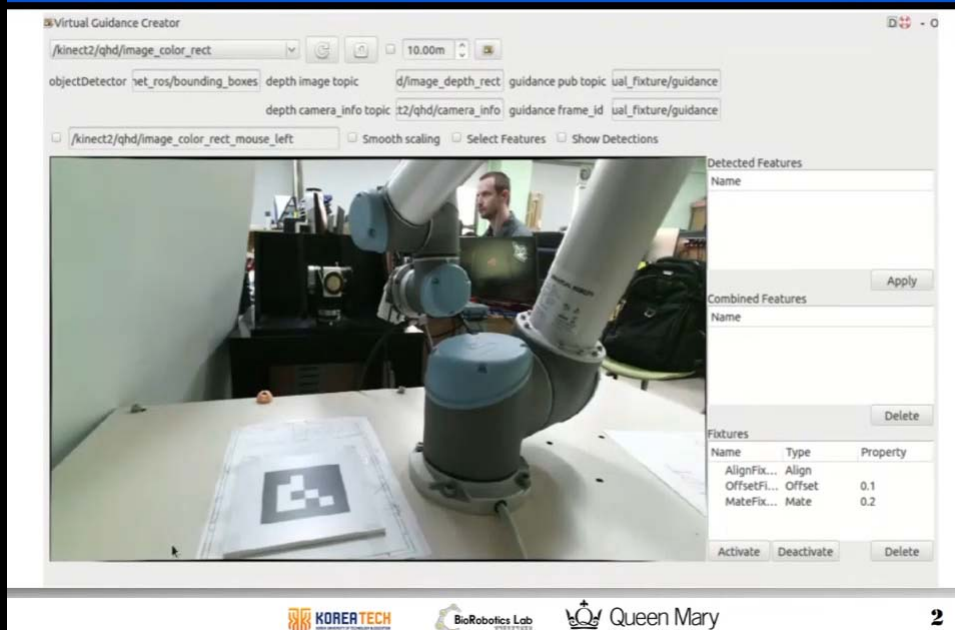 Virtual Guidance Creator
/kinect2/qhd/image_color_rect
10.00m
objectDetector net_ros/bounding_boxes depth image topic d/image_depth_rect guidance pub topic ual_fixture/guidance
depth camera_info topic t2/qhd/camera_info guidance frame_id ual_fixture/guidance
/kinect2/qhd/image_color_rect_mouse_left Smooth scaling Select Features Show Detections
Detected Features
Name
Apply
Combined Features
Name
Delete
Fixtures
Name Type Property
AlignFix... Align
OffsetFi... Offset 0.1
MateFix... Mate 0.2
Activate Deactivate Delete
KOREATECH
BioRobotics Lab
Queen Mary
2